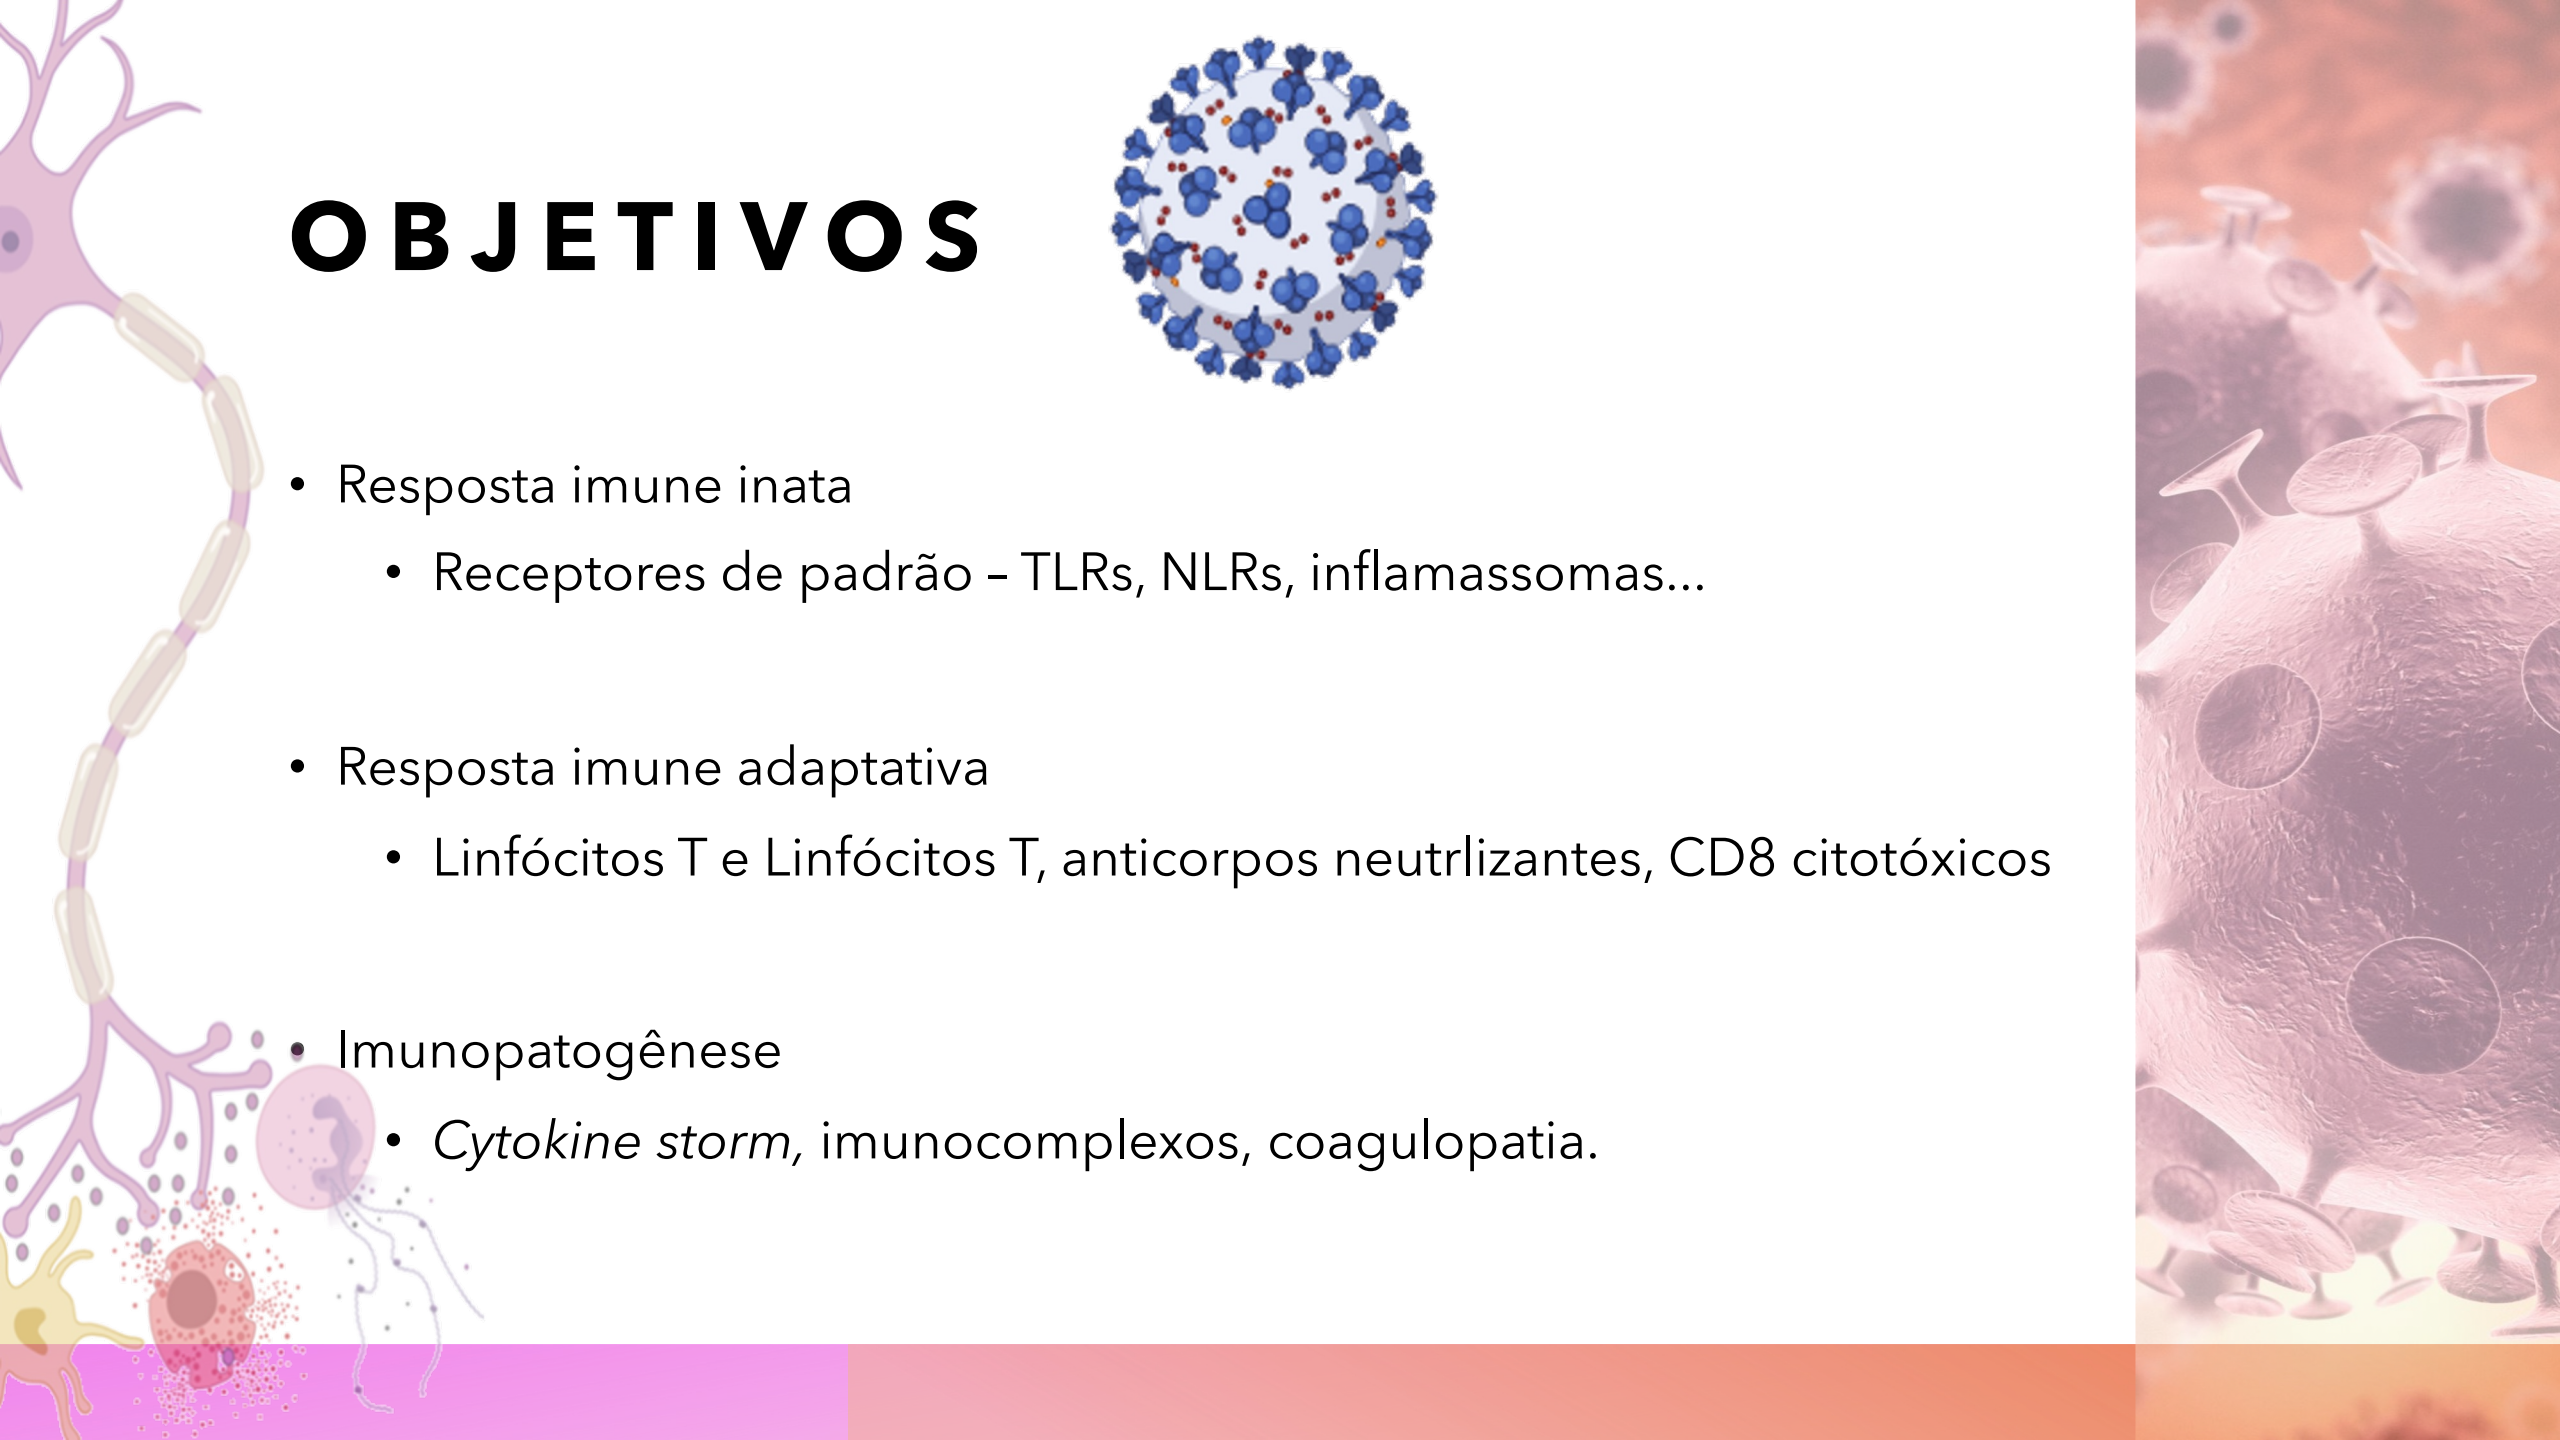 OBJETIVOS
• Resposta imune inata
• Receptores de padrão – TLRs, NLRs, inflamassomas...
• Resposta imune adaptativa
• Linfócitos T e Linfócitos T, anticorpos neutrlizantes, CD8 citotóxicos
• Imunopatogênese
• Cytokine storm, imunocomplexos, coagulopatia.